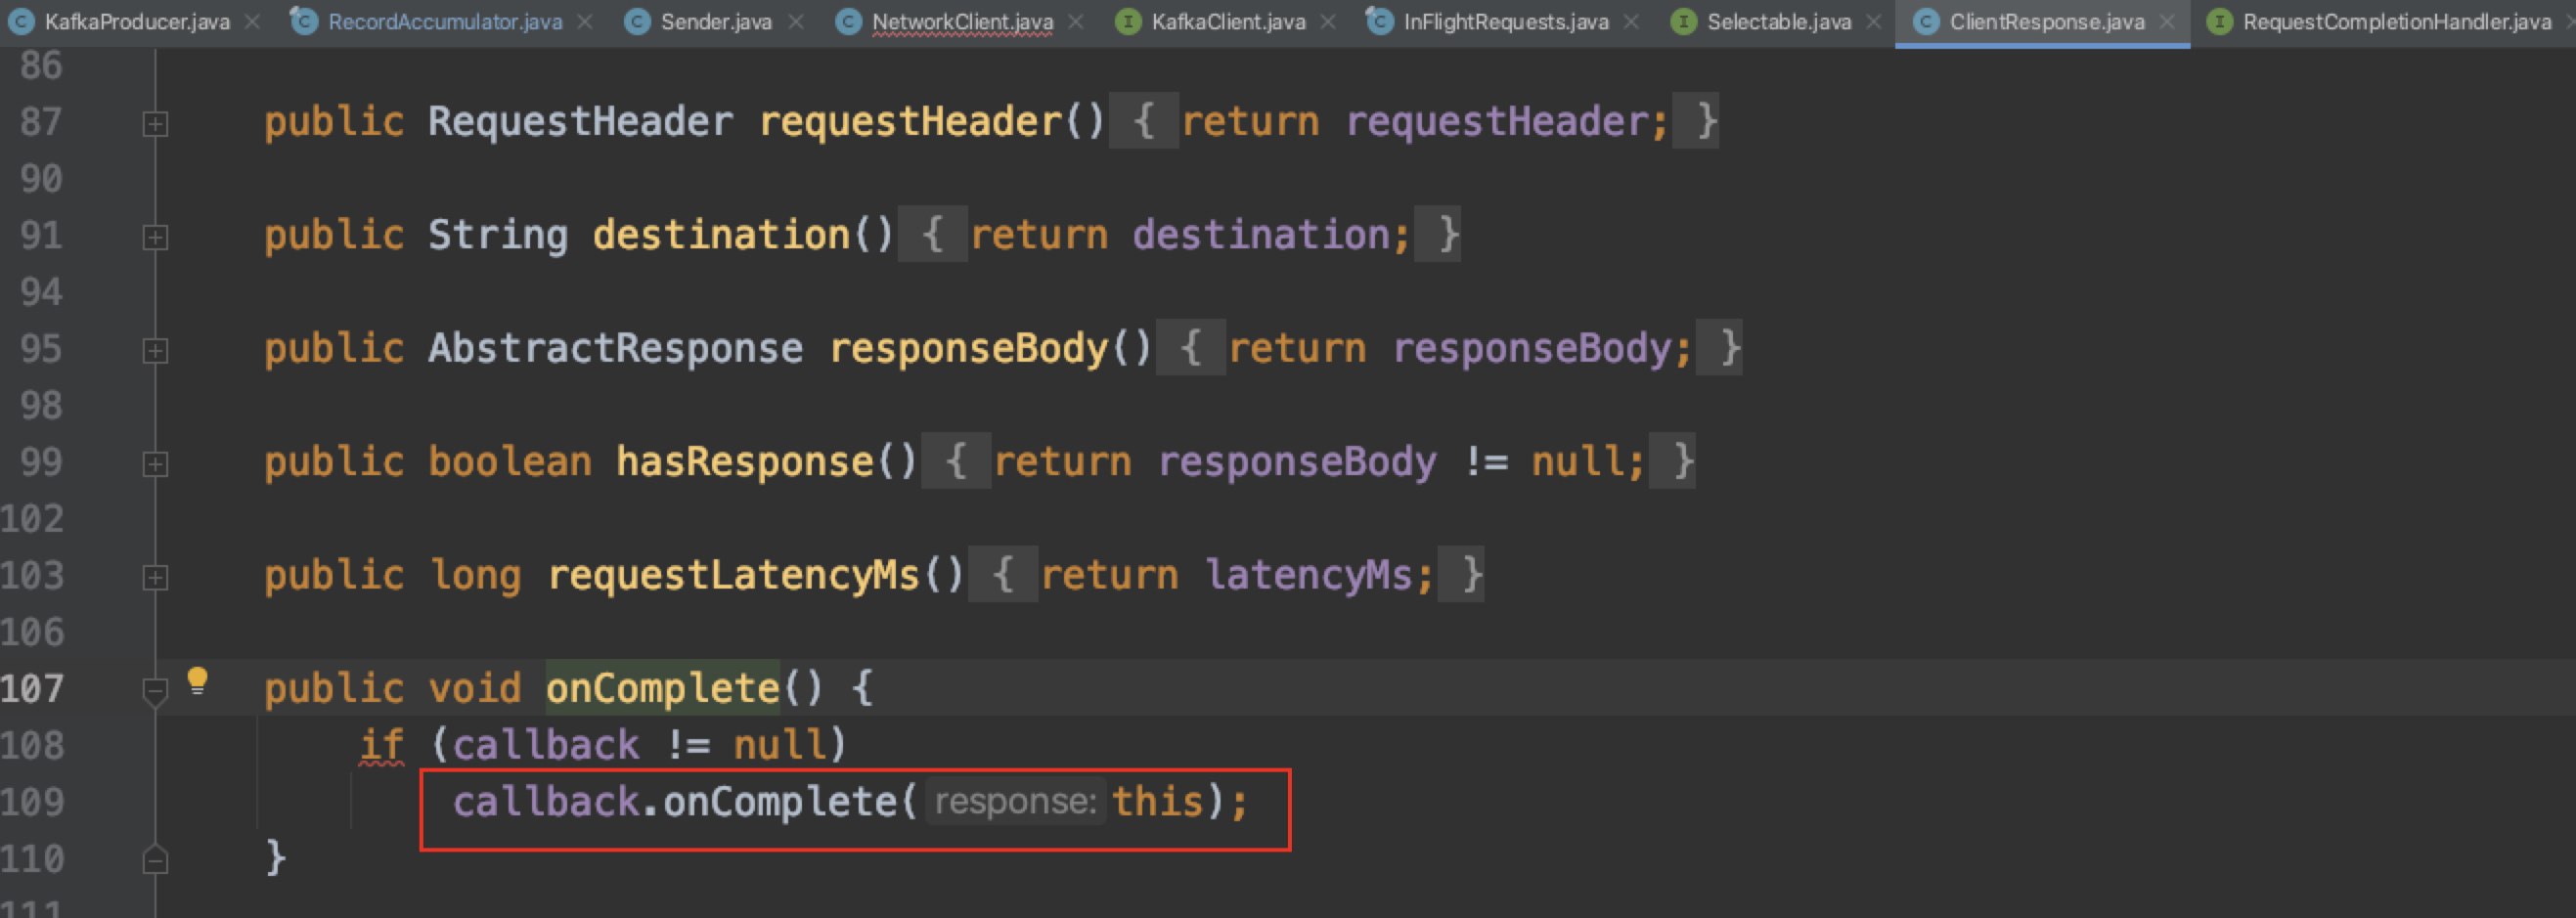 KafkaProducer.java RecordAccumulator.java Sender.java NetworkClient.java KafkaClient.java InFlightRequests.java Selectable.java ClientResponse.java RequestCompletionHandler.java
86
87 public RequestHeader requestHeader() { return requestHeader; }
90
91 public String destination() { return destination; }
94
95 public AbstractResponse responseBody() { return responseBody; }
98
99 public boolean hasResponse() { return responseBody != null; }
102
103 public long requestLatencyMs() { return latencyMs; }
106
107 public void onComplete() {
108 if (callback != null)
109 callback.onComplete( response: this);
110 }
111